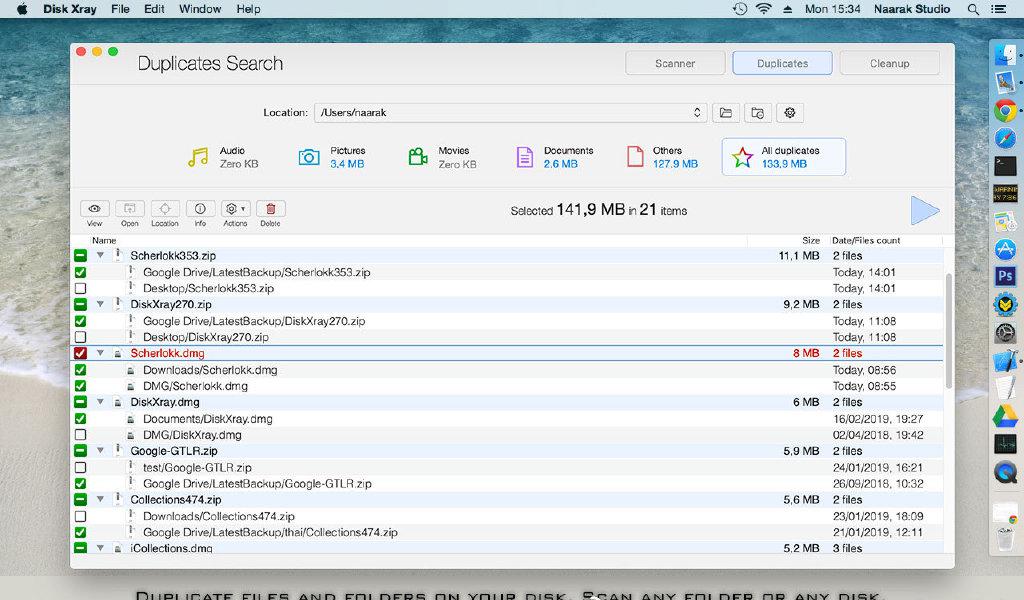 Disk Xray File Edit Window Help Mon 15:34 Naarak Studio
Duplicates Search Scanner Duplicates Cleanup
Location: /Users/naarak
Audio Pictures Movies Documents Others All duplicates
Zero KB 3,4 MB Zero KB 2,6 MB 127,9 MB 133,9 MB
Selected 141,9 MB in 21 items
View Open Location Info Actions Delete
Name Size Date/Files count
Scherlokk353.zip 11,1 MB 2 files
Google Drive/LatestBackup/Scherlokk353.zip Today, 14:01
Desktop/Scherlokk353.zip Today, 14:01
DiskXray270.zip 9,2 MB 2 files
Google Drive/LatestBackup/DiskXray270.zip Today, 11:08
Desktop/DiskXray270.zip Today, 11:08
Scherlokk.dmg 8 MB 2 files
Downloads/Scherlokk.dmg Today, 08:56
DMG/Scherlokk.dmg Today, 08:55
DiskXray.dmg 6 MB 2 files
Documents/DiskXray.dmg 16/02/2019, 19:27
DMG/DiskXray.dmg 02/04/2018, 19:42
Google-GTLR.zip 5,9 MB 2 files
test/Google-GTLR.zip 24/01/2019, 16:21
Google Drive/LatestBackup/Google-GTLR.zip 26/09/2018, 10:32
Collections474.zip 5,6 MB 2 files
Downloads/Collections474.zip 23/01/2019, 18:09
Google Drive/LatestBackup/thai/Collections474.zip 21/01/2019, 12:11
iCollections.dmg 5,2 MB 3 files
Ps
Duplicate files and folders on your disk. Scan any folder or any disk.